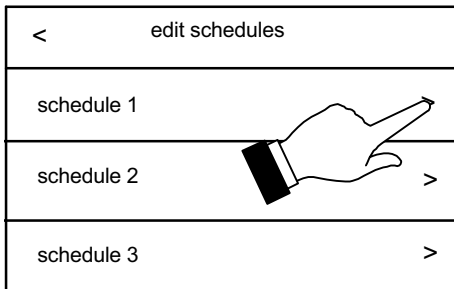 < edit schedules
schedule 1 >
schedule 2 >
schedule 3 >